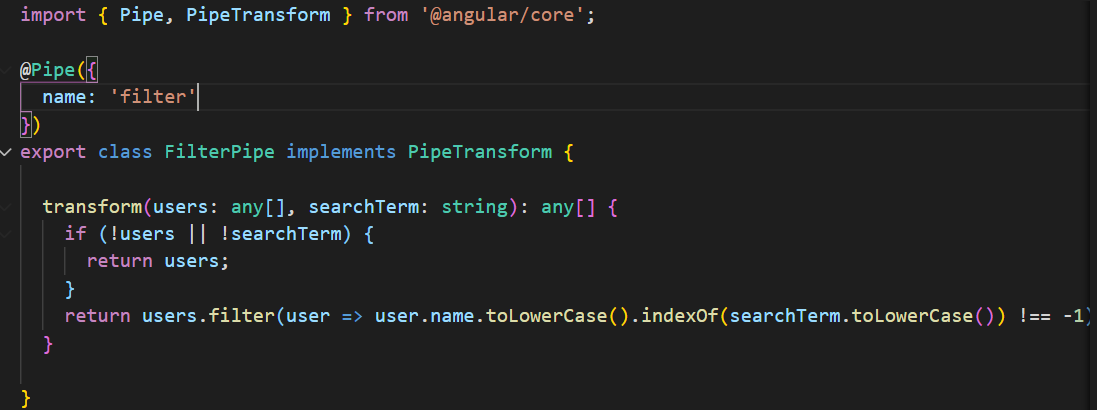 import { Pipe, PipeTransform } from '@angular/core';
@Pipe({
  name: 'filter'
})
export class FilterPipe implements PipeTransform {
  transform(users: any[], searchTerm: string): any[] {
    if (!users || !searchTerm) {
      return users;
    }
    return users.filter(user => user.name.toLowerCase().indexOf(searchTerm.toLowerCase()) !== -1)
  }
}